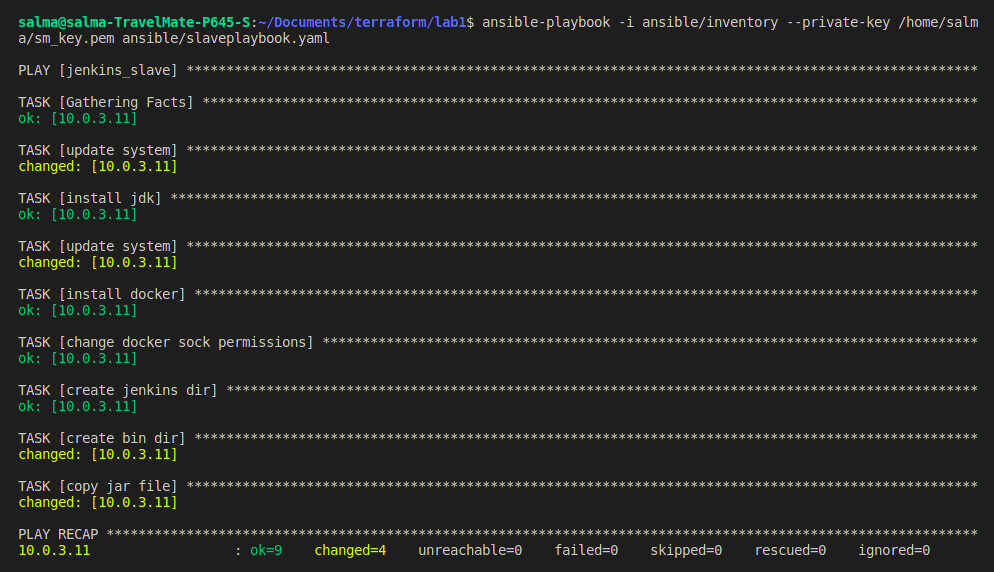 salma@salma-TravelMate-P645-S:~/Documents/terraform/lab1$ ansible-playbook -i ansible/inventory --private-key /home/salm
a/sm_key.pem ansible/slaveplaybook.yaml
PLAY [jenkins_slave] ***************************************************************************************************
TASK [Gathering Facts] *************************************************************************************************
ok: [10.0.3.11]
TASK [update system] ***************************************************************************************************
changed: [10.0.3.11]
TASK [install jdk] *****************************************************************************************************
ok: [10.0.3.11]
TASK [update system] ***************************************************************************************************
changed: [10.0.3.11]
TASK [install docker] **************************************************************************************************
ok: [10.0.3.11]
TASK [change docker sock permissions] **********************************************************************************
ok: [10.0.3.11]
TASK [create jenkins dir] **********************************************************************************************
ok: [10.0.3.11]
TASK [create bin dir] **************************************************************************************************
changed: [10.0.3.11]
TASK [copy jar file] ***************************************************************************************************
changed: [10.0.3.11]
PLAY RECAP *************************************************************************************************************
10.0.3.11                  : ok=9    changed=4    unreachable=0    failed=0    skipped=0    rescued=0    ignored=0